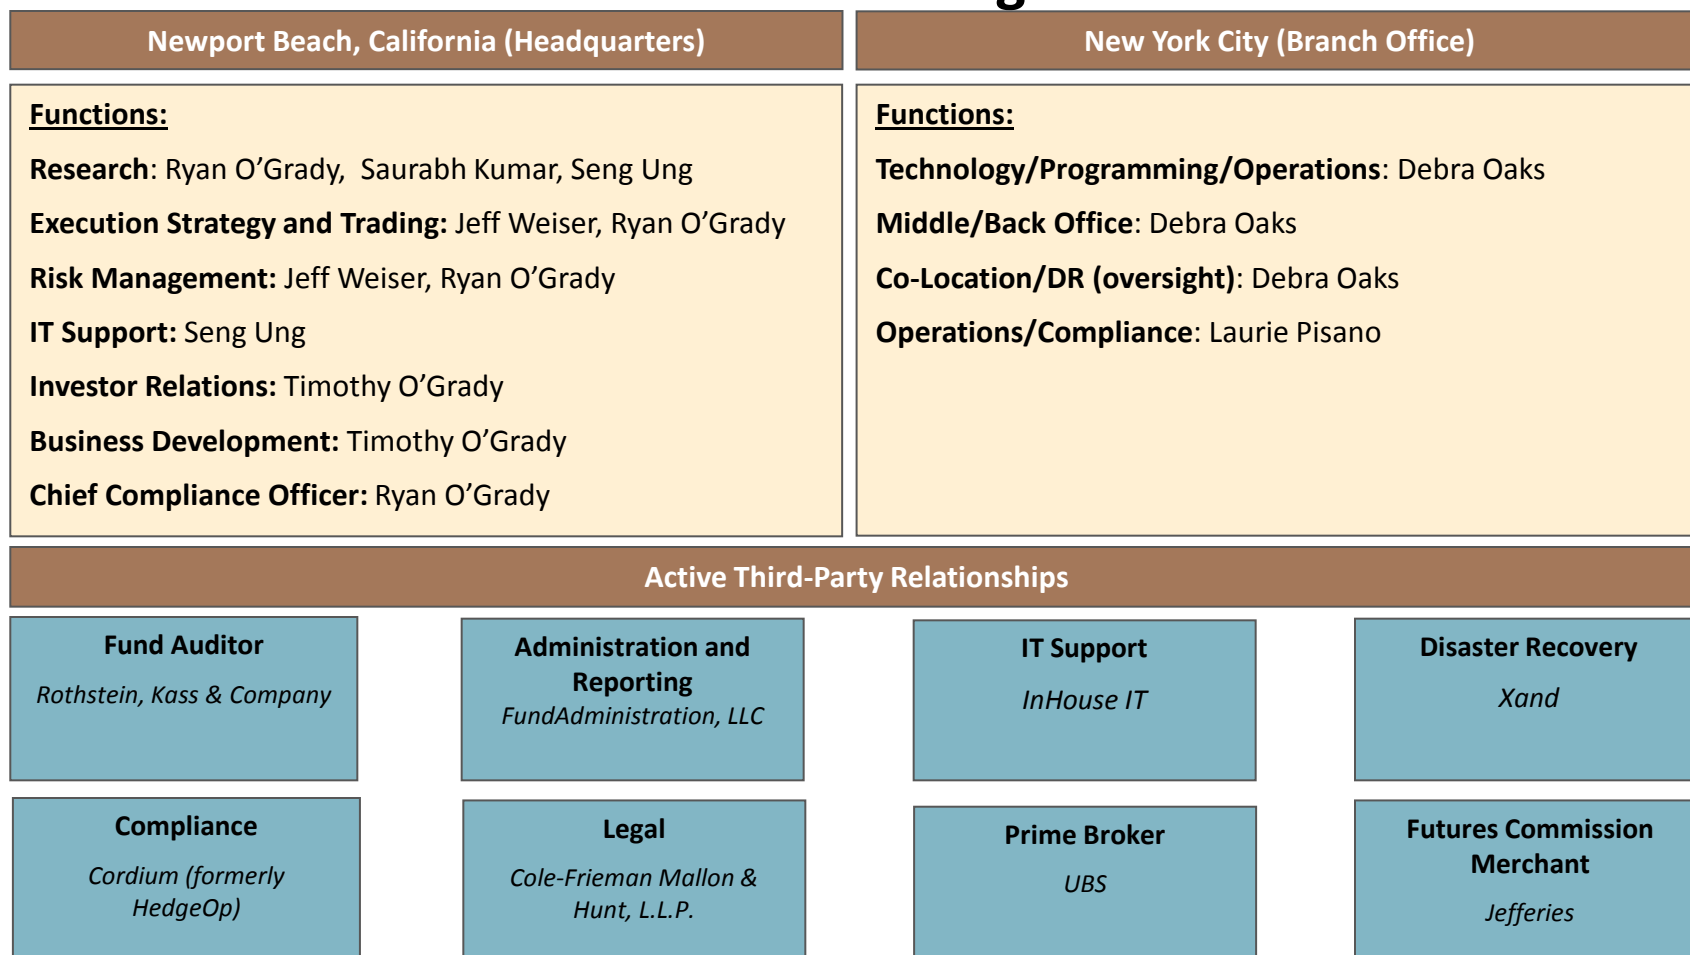 g
Newport Beach, California (Headquarters)
New York City (Branch Office)
Functions:
Research: Ryan O’Grady, Saurabh Kumar, Seng Ung
Execution Strategy and Trading: Jeff Weiser, Ryan O’Grady
Risk Management: Jeff Weiser, Ryan O’Grady
IT Support: Seng Ung
Investor Relations: Timothy O’Grady
Business Development: Timothy O’Grady
Chief Compliance Officer: Ryan O’Grady
Functions:
Technology/Programming/Operations: Debra Oaks
Middle/Back Office: Debra Oaks
Co-Location/DR (oversight): Debra Oaks
Operations/Compliance: Laurie Pisano
Active Third-Party Relationships
Fund Auditor
Rothstein, Kass & Company
Administration and
Reporting
FundAdministration, LLC
IT Support
InHouse IT
Disaster Recovery
Xand
Compliance
Cordium (formerly
HedgeOp)
Legal
Cole-Frieman Mallon &
Hunt, L.L.P.
Prime Broker
UBS
Futures Commission
Merchant
Jefferies